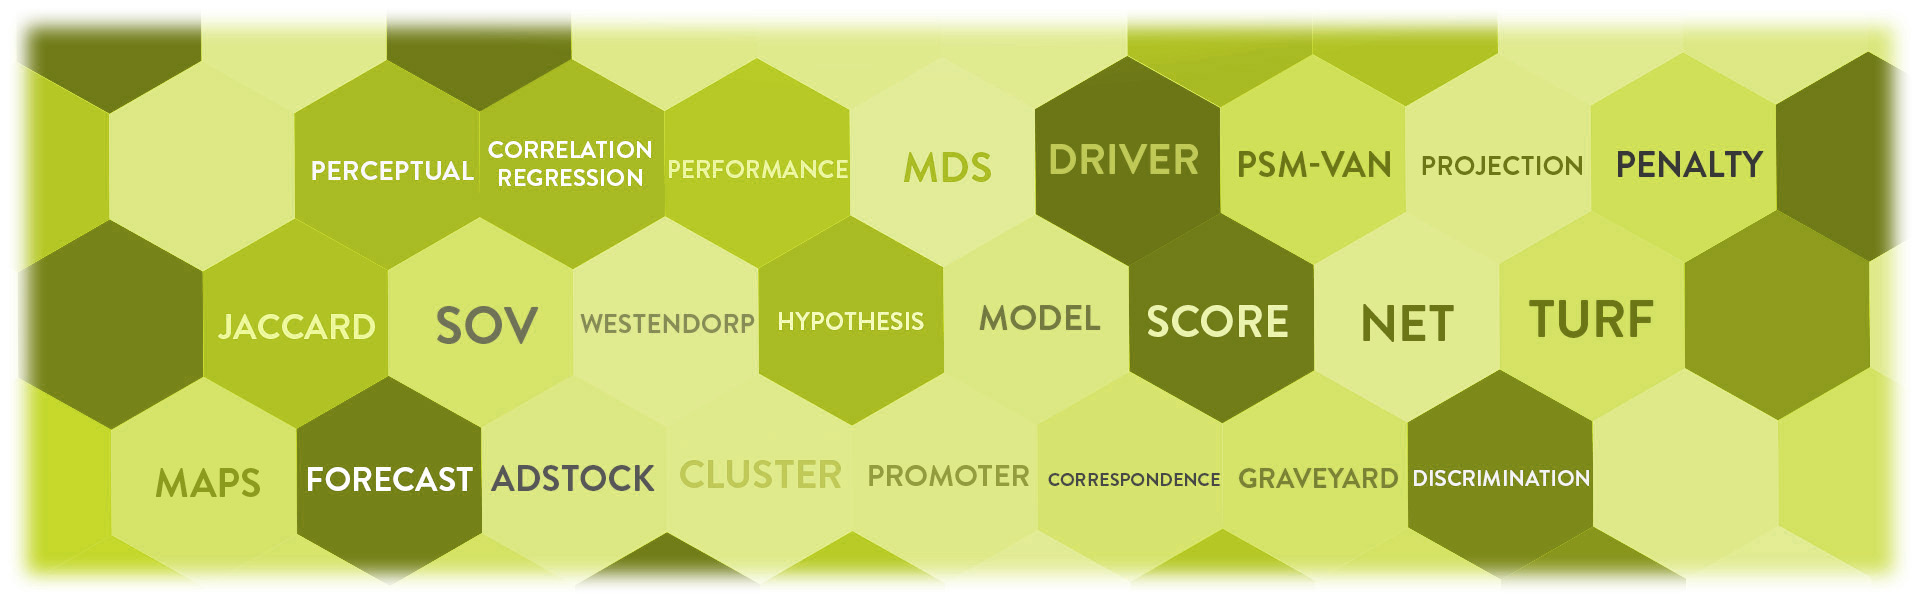 PERCEPTUAL
CORRELATION
REGRESSION
PERFORMANCE
MDS
DRIVER
PSM-VAN
PROJECTION
PENALTY
JACCARD
SOV
WESTENDORP
HYPOTHESIS
MODEL
SCORE
NET
TURF
MAPS
FORECAST
ADSTOCK
CLUSTER
PROMOTER
CORRESPONDENCE
GRAVEYARD
DISCRIMINATION